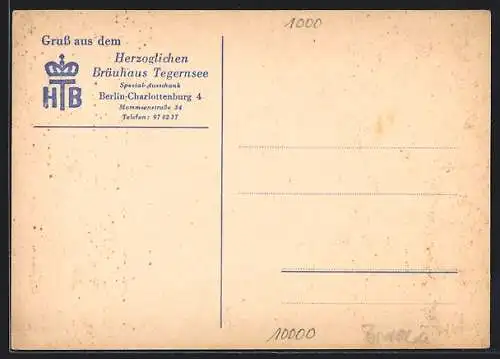 1000
Gruß aus dem
Herzoglichen
Bräuhaus Tegernsee
Spezial-Ausschank
Berlin-Charlottenburg 4
Mommsenstraße 34
Telefon: 97 62 37
HTB
10000